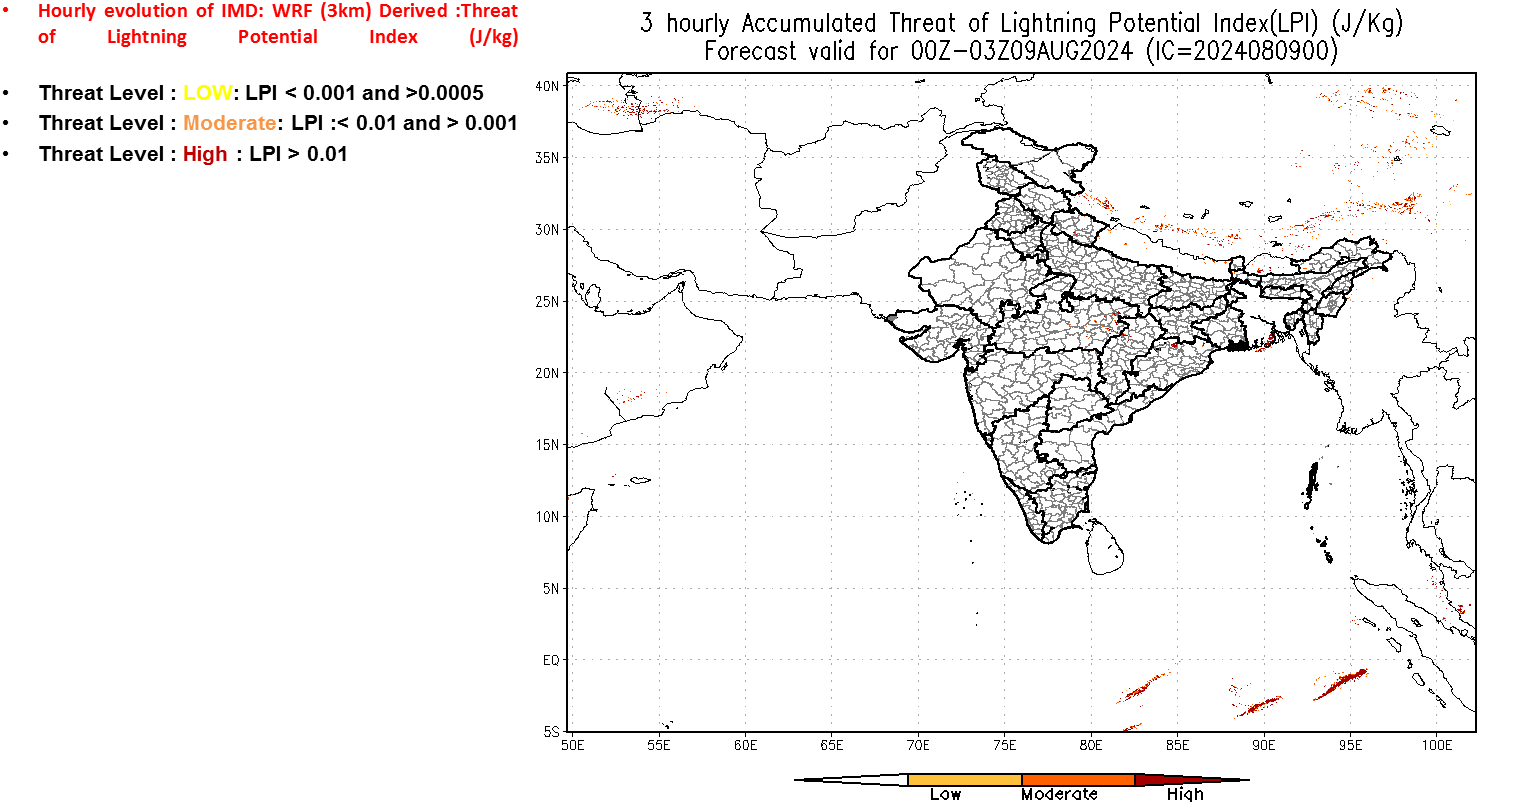 • Hourly evolution of IMD: WRF (3km) Derived :Threat
of Lightning Potential Index (J/kg)
• Threat Level : LOW: LPI < 0.001 and >0.0005
• Threat Level : Moderate: LPI :< 0.01 and > 0.001
• Threat Level : High : LPI > 0.01
3 hourly Accumulated Threat of Lightning Potential Index(LPI) (J/Kg)
Forecast valid for 00Z-03Z09AUG2024 (IC=2024080900)
40N
35N
30N
25N
20N
15N
10N
5N
EQ
5S
50E 55E 60E 65E 70E 75E 80E 85E 90E 95E 100E
Low Moderate High